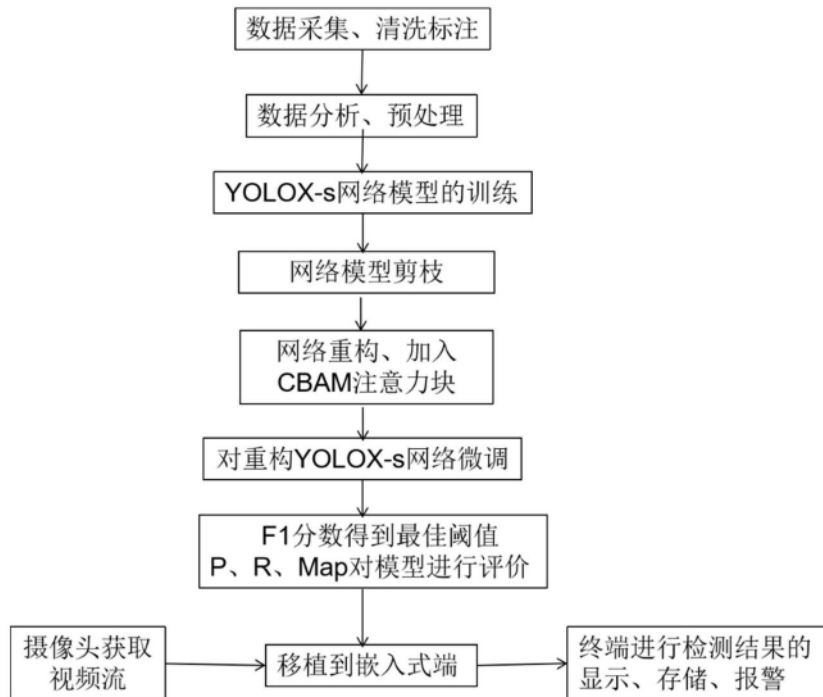 数据采集、清洗标注
数据分析、预处理
YOLOX-s网络模型的训练
网络模型剪枝
网络重构、加入
CBAM注意力块
对重构YOLOX-s网络微调
F1分数得到最佳阈值
P、R、Map对模型进行评价
摄像头获取
视频流
移植到嵌入式端
终端进行检测结果的
显示、存储、报警